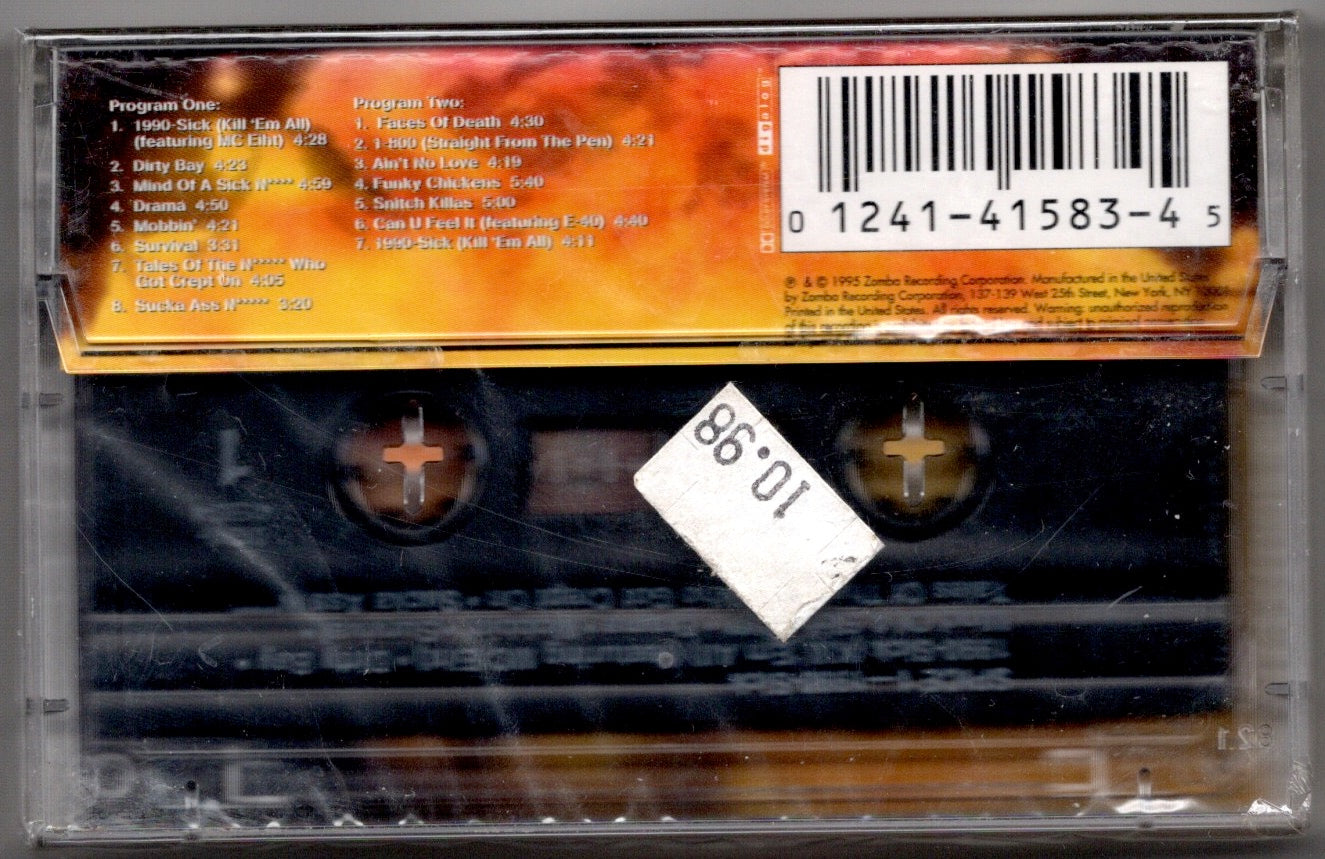 Program One:
1. 1990-Sick (Kill 'Em All)
(featuring MC Eiht) 4:28
2. Dirty Bay 4:23
3. Mind Of A Sick N**** 4:59
4. Drama 4:50
5. Mobbin' 4:21
6. Survival 3:31
7. Tales Of The N***** Who
Got Crept On 4:05
8. Sucka Ass N***** 3:20
Program Two:
1. Faces Of Death 4:30
2. 1-800 (Straight From The Pen) 4:21
3. Ain't No Love 4:19
4. Funky Chickens 5:40
5. Snitch Killas 5:00
6. Can U Feel It (featuring E-40) 4:40
7. 1990-Sick (Kill 'Em All) 4:11
digalog
0 1241-41583-4 5
℗ & © 1995 Zomba Recording Corporation. Manufactured in the United States
by Zomba Recording Corporation, 137-139 West 25th Street, New York, NY
Printed in the United States. All rights reserved. Warning: unauthorized reproduction
of this
10.98
1